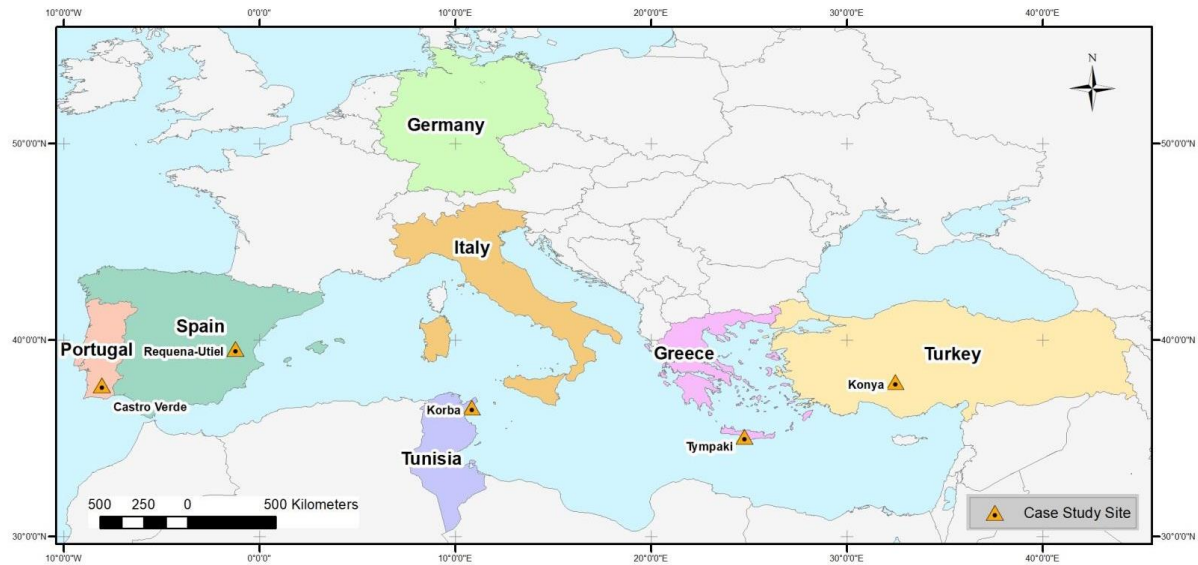 10°0'0"W 0°0'0" 10°0'0"E 20°0'0"E 30°0'0"E 40°0'0"E
N
Germany
50°0'0"N 50°0'0"N
Italy
Spain
40°0'0"N 40°0'0"N
Portugal
Requena-Utiel
Greece
Turkey
Konya
Castro Verde
Korba
Tympaki
Tunisia
500 250 0 500 Kilometers
Case Study Site
30°0'0"N 30°0'0"N
10°0'0"W 0°0'0" 10°0'0"E 20°0'0"E 30°0'0"E 40°0'0"E